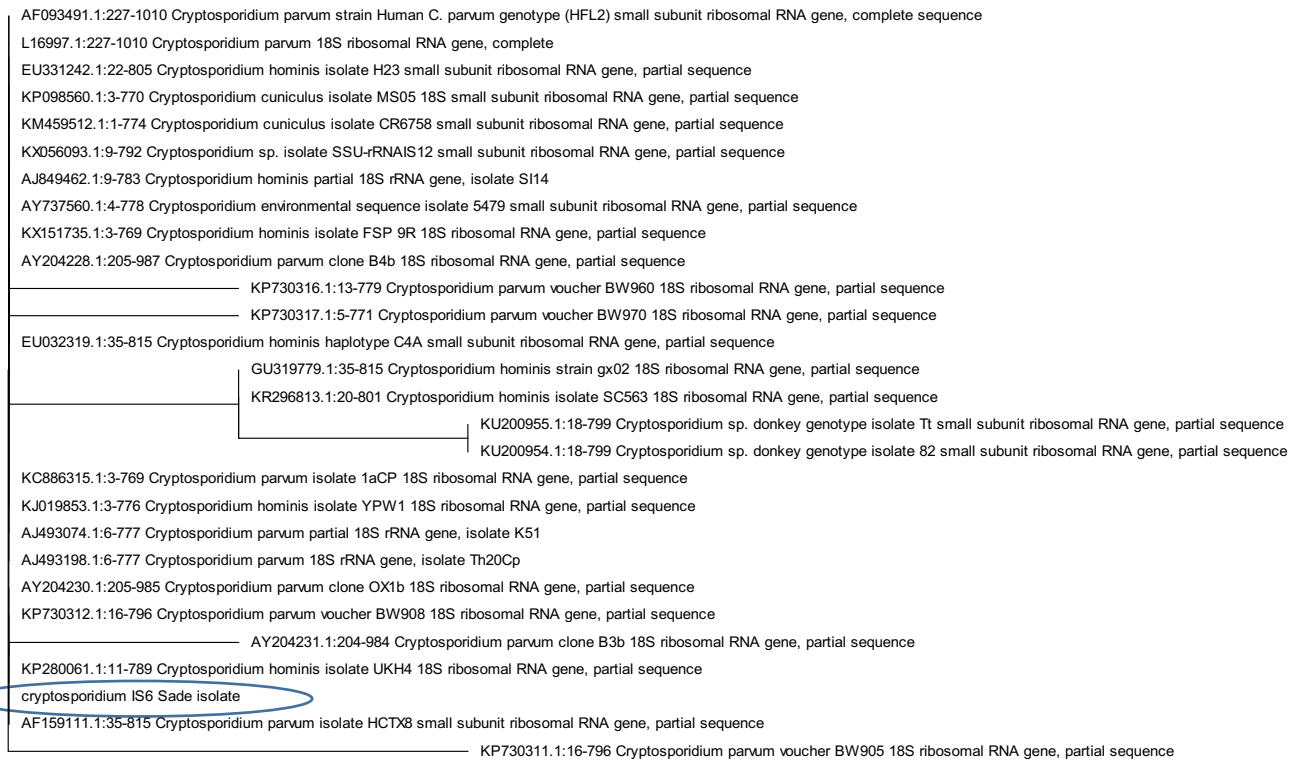 AF093491.1:227-1010 Cryptosporidium parvum strain Human C. parvum genotype (HFL2) small subunit ribosomal RNA gene, complete sequence
L16997.1:227-1010 Cryptosporidium parvum 18S ribosomal RNA gene, complete
EU331242.1:22-805 Cryptosporidium hominis isolate H23 small subunit ribosomal RNA gene, partial sequence
KP098560.1:3-770 Cryptosporidium cuniculus isolate MS05 18S small subunit ribosomal RNA gene, partial sequence
KM459512.1:1-774 Cryptosporidium cuniculus isolate CR6758 small subunit ribosomal RNA gene, partial sequence
KX056093.1:9-792 Cryptosporidium sp. isolate SSU-rRNAIS12 small subunit ribosomal RNA gene, partial sequence
AJ849462.1:9-783 Cryptosporidium hominis partial 18S rRNA gene, isolate SI14
AY737560.1:4-778 Cryptosporidium environmental sequence isolate 5479 small subunit ribosomal RNA gene, partial sequence
KX151735.1:3-769 Cryptosporidium hominis isolate FSP 9R 18S ribosomal RNA gene, partial sequence
AY204228.1:205-987 Cryptosporidium parvum clone B4b 18S ribosomal RNA gene, partial sequence
KP730316.1:13-779 Cryptosporidium parvum voucher BW960 18S ribosomal RNA gene, partial sequence
KP730317.1:5-771 Cryptosporidium parvum voucher BW970 18S ribosomal RNA gene, partial sequence
EU032319.1:35-815 Cryptosporidium hominis haplotype C4A small subunit ribosomal RNA gene, partial sequence
GU319779.1:35-815 Cryptosporidium hominis strain gx02 18S ribosomal RNA gene, partial sequence
KR296813.1:20-801 Cryptosporidium hominis isolate SC563 18S ribosomal RNA gene, partial sequence
KU200955.1:18-799 Cryptosporidium sp. donkey genotype isolate Tt small subunit ribosomal RNA gene, partial sequence
KU200954.1:18-799 Cryptosporidium sp. donkey genotype isolate 82 small subunit ribosomal RNA gene, partial sequence
KC886315.1:3-769 Cryptosporidium parvum isolate 1aCP 18S ribosomal RNA gene, partial sequence
KJ019853.1:3-776 Cryptosporidium hominis isolate YPW1 18S ribosomal RNA gene, partial sequence
AJ493074.1:6-777 Cryptosporidium parvum partial 18S rRNA gene, isolate K51
AJ493198.1:6-777 Cryptosporidium parvum 18S rRNA gene, isolate Th20Cp
AY204230.1:205-985 Cryptosporidium parvum clone OX1b 18S ribosomal RNA gene, partial sequence
KP730312.1:16-796 Cryptosporidium parvum voucher BW908 18S ribosomal RNA gene, partial sequence
AY204231.1:204-984 Cryptosporidium parvum clone B3b 18S ribosomal RNA gene, partial sequence
KP280061.1:11-789 Cryptosporidium hominis isolate UKH4 18S ribosomal RNA gene, partial sequence
cryptosporidium IS6 Sade isolate
AF159111.1:35-815 Cryptosporidium parvum isolate HCTX8 small subunit ribosomal RNA gene, partial sequence
KP730311.1:16-796 Cryptosporidium parvum voucher BW905 18S ribosomal RNA gene, partial sequence